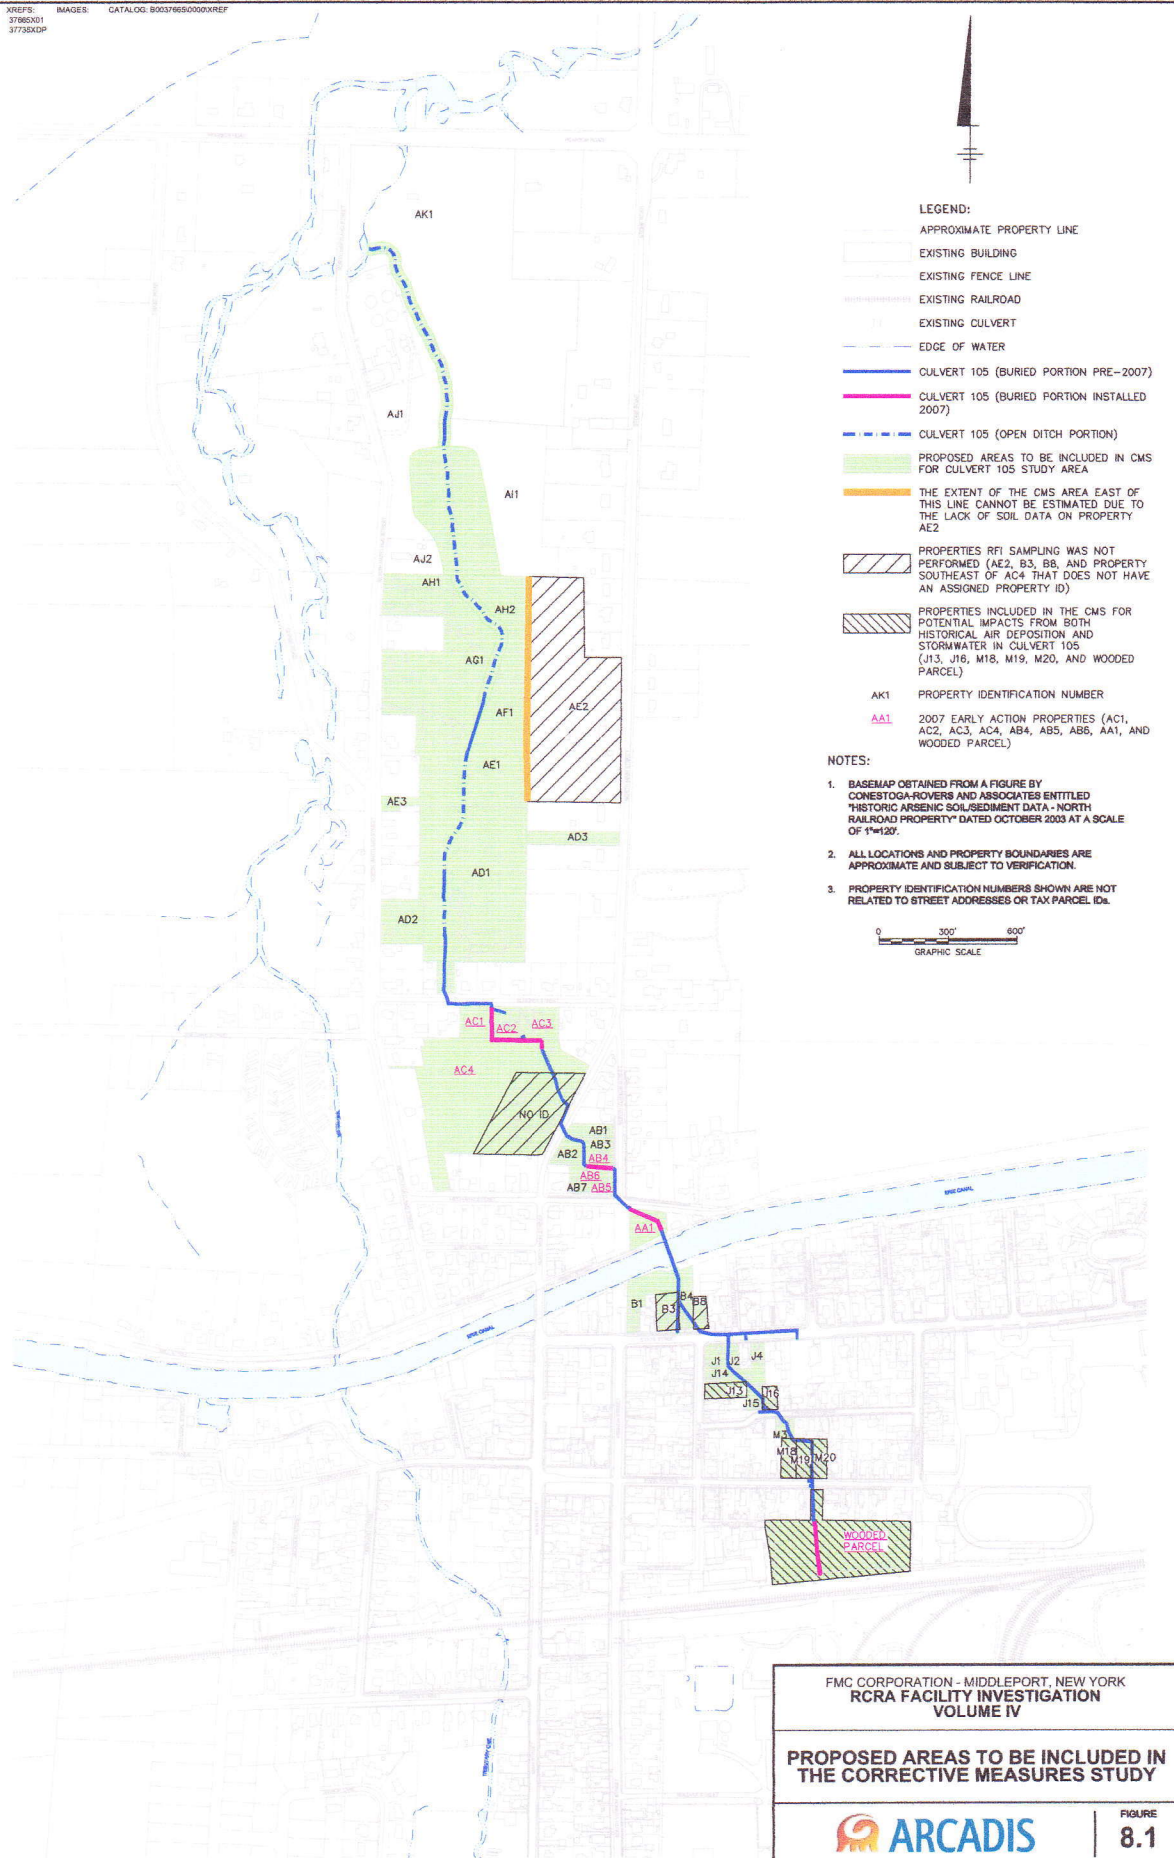 XREFS: IMAGES: CATALOG: B0037665\0000\XREF
37665X01
37738XDP
AK1
AJ1
AI1
AJ2
AH1
AH2
AG1
AF1
AE2
AE1
AE3
AD3
AD1
AD2
AC1
AC2
AC3
AC4
NO ID
AB1
AB3
AB2
AB4
AB6
AB7
AB5
AA1
ERIE CANAL
B1
B3
B4
B8
ERIE CANAL
J1
J2
J4
J14
J13
J16
J15
M3
M18
M19
M20
WOODED
PARCEL
LEGEND:
APPROXIMATE PROPERTY LINE
EXISTING BUILDING
EXISTING FENCE LINE
EXISTING RAILROAD
EXISTING CULVERT
EDGE OF WATER
CULVERT 105 (BURIED PORTION PRE-2007)
CULVERT 105 (BURIED PORTION INSTALLED
2007)
CULVERT 105 (OPEN DITCH PORTION)
PROPOSED AREAS TO BE INCLUDED IN CMS
FOR CULVERT 105 STUDY AREA
THE EXTENT OF THE CMS AREA EAST OF
THIS LINE CANNOT BE ESTIMATED DUE TO
THE LACK OF SOIL DATA ON PROPERTY
AE2
PROPERTIES RFI SAMPLING WAS NOT
PERFORMED (AE2, B3, B8, AND PROPERTY
SOUTHEAST OF AC4 THAT DOES NOT HAVE
AN ASSIGNED PROPERTY ID)
PROPERTIES INCLUDED IN THE CMS FOR
POTENTIAL IMPACTS FROM BOTH
HISTORICAL AIR DEPOSITION AND
STORMWATER IN CULVERT 105
(J13, J16, M18, M19, M20, AND WOODED
PARCEL)
AK1 PROPERTY IDENTIFICATION NUMBER
AA1 2007 EARLY ACTION PROPERTIES (AC1,
AC2, AC3, AC4, AB4, AB5, AB6, AA1, AND
WOODED PARCEL)
NOTES:
1. BASEMAP OBTAINED FROM A FIGURE BY
CONESTOGA-ROVERS AND ASSOCIATES ENTITLED
"HISTORIC ARSENIC SOIL/SEDIMENT DATA - NORTH
RAILROAD PROPERTY" DATED OCTOBER 2003 AT A SCALE
OF 1"=120'.
2. ALL LOCATIONS AND PROPERTY BOUNDARIES ARE
APPROXIMATE AND SUBJECT TO VERIFICATION.
3. PROPERTY IDENTIFICATION NUMBERS SHOWN ARE NOT
RELATED TO STREET ADDRESSES OR TAX PARCEL IDs.
0 300' 600'
GRAPHIC SCALE
FMC CORPORATION - MIDDLEPORT, NEW YORK
RCRA FACILITY INVESTIGATION
VOLUME IV
PROPOSED AREAS TO BE INCLUDED IN
THE CORRECTIVE MEASURES STUDY
ARCADIS
FIGURE
8.1